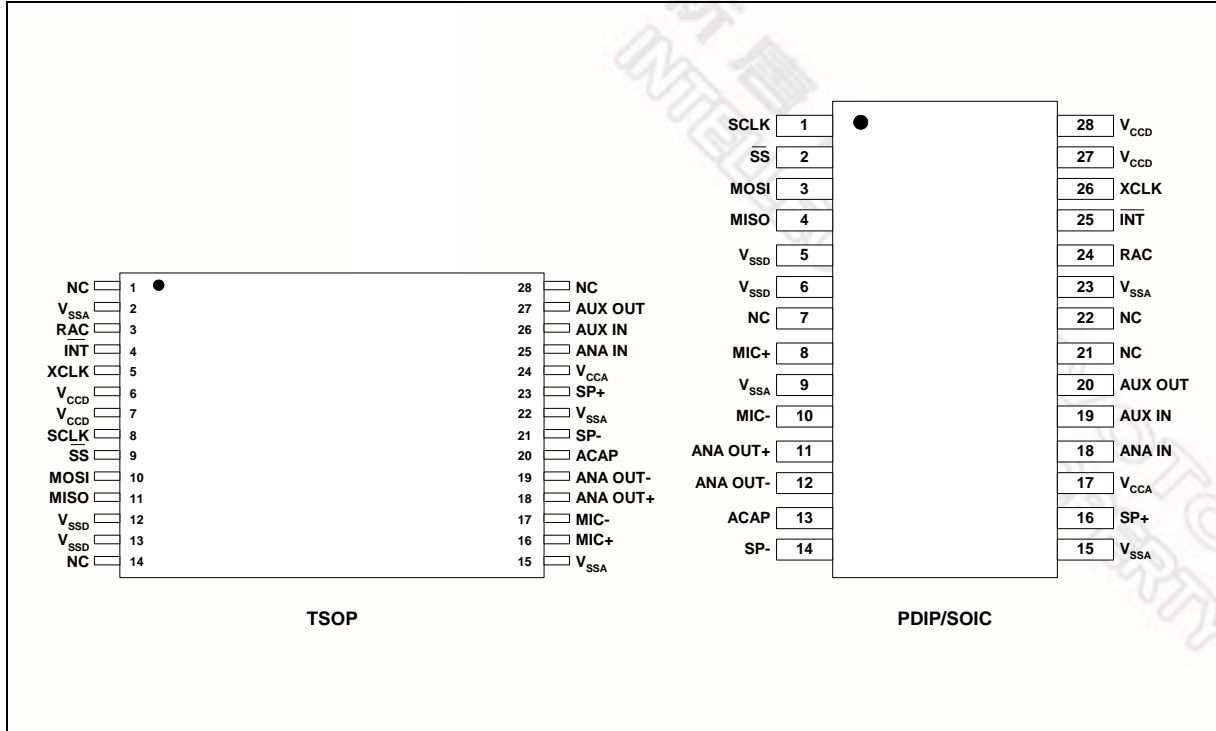 NC 1 28 NC
VSSA 2 27 AUX OUT
RAC 3 26 AUX IN
INT 4 25 ANA IN
XCLK 5 24 VCCA
VCCD 6 23 SP+
VCCD 7 22 VSSA
SCLK 8 21 SP-
SS 9 20 ACAP
MOSI 10 19 ANA OUT-
MISO 11 18 ANA OUT+
VSSD 12 17 MIC-
VSSD 13 16 MIC+
NC 14 15 VSSA
TSOP
SCLK 1 28 VCCD
SS 2 27 VCCD
MOSI 3 26 XCLK
MISO 4 25 INT
VSSD 5 24 RAC
VSSD 6 23 VSSA
NC 7 22 NC
MIC+ 8 21 NC
VSSA 9 20 AUX OUT
MIC- 10 19 AUX IN
ANA OUT+ 11 18 ANA IN
ANA OUT- 12 17 VCCA
ACAP 13 16 SP+
SP- 14 15 VSSA
PDIP/SOIC